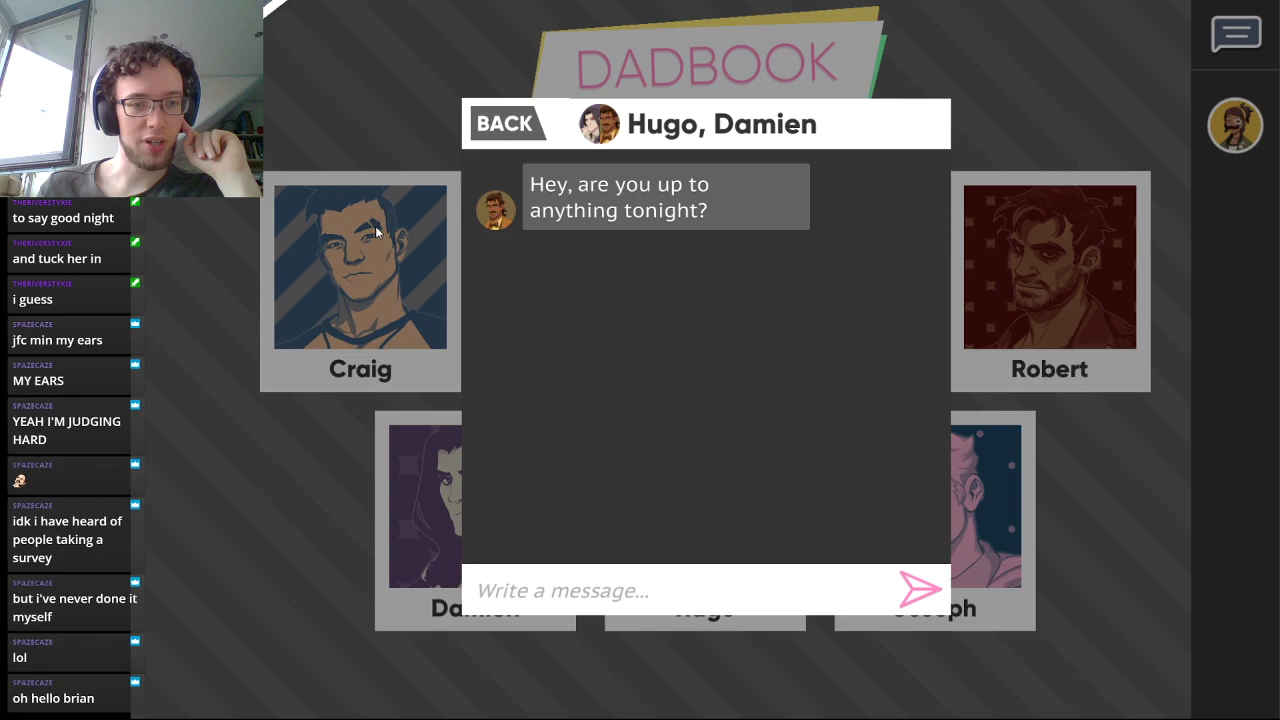 DADBOOK
BACK
Hugo, Damien
Hey, are you up to
anything tonight?
Write a message...
Craig
Robert
THERIVERSTYXIE
to say good night
THERIVERSTYXIE
and tuck her in
THERIVERSTYXIE
i guess
SPAZECAZE
jfc min my ears
SPAZECAZE
MY EARS
SPAZECAZE
YEAH I'M JUDGING
HARD
SPAZECAZE
SPAZECAZE
idk i have heard of
people taking a
survey
SPAZECAZE
but i've never done it
myself
SPAZECAZE
lol
SPAZECAZE
oh hello brian